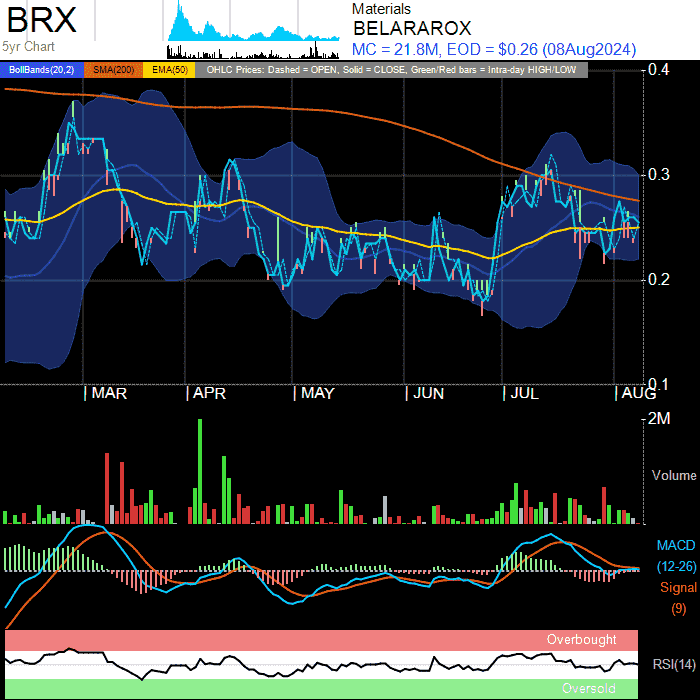 BRX
5yr Chart
Materials
BELARAROX
MC = 21.8M, EOD = $0.26 (08Aug2024)
BollBands(20,2) SMA(200) EMA(50) OHLC Prices: Dashed = OPEN, Solid = CLOSE, Green/Red bars = Intra-day HIGH/LOW
0.4
0.3
0.2
0.1
MAR APR MAY JUN JUL AUG
2M
Volume
MACD
(12-26)
Signal
(9)
Overbought
RSI(14)
Oversold